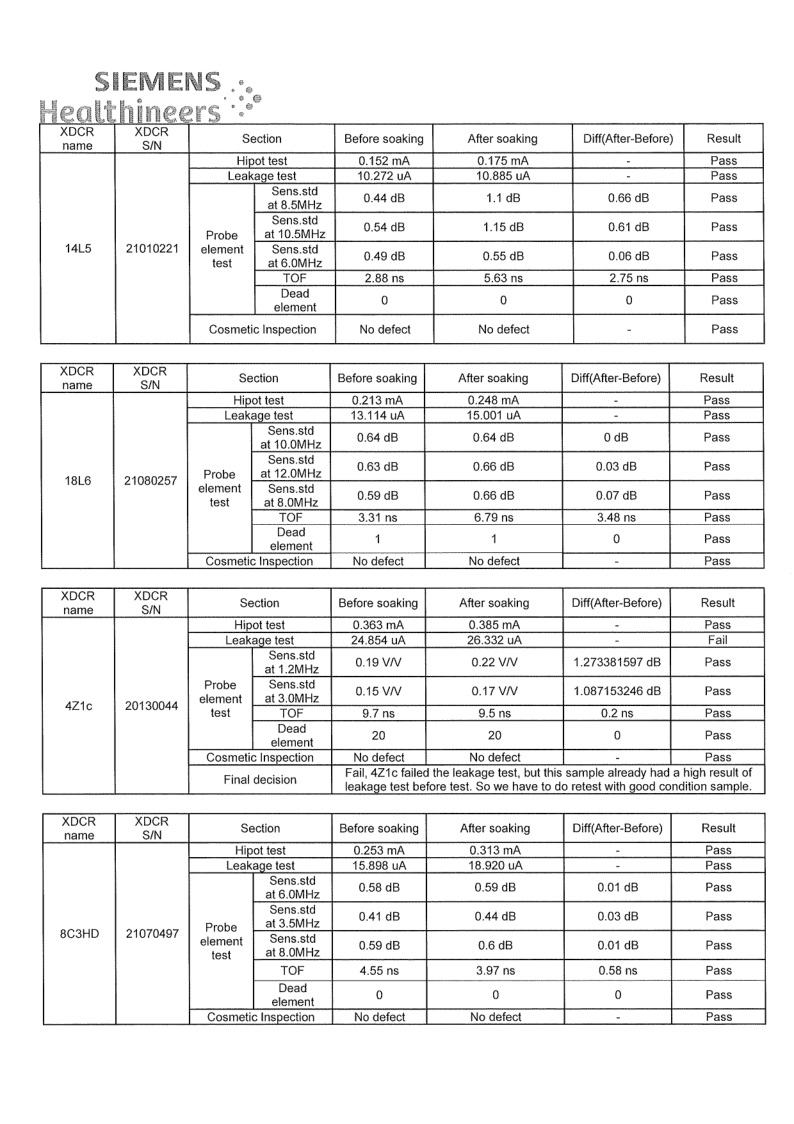 SIEMENS
Healthineers
XDCR name XDCR S/N Section Before soaking After soaking Diff(After-Before) Result
14L5 21010221 Hipot test 0.152 mA 0.175 mA - Pass
Leakage test 10.272 uA 10.885 uA - Pass
Probe element test Sens.std at 8.5MHz 0.44 dB 1.1 dB 0.66 dB Pass
Sens.std at 10.5MHz 0.54 dB 1.15 dB 0.61 dB Pass
Sens.std at 6.0MHz 0.49 dB 0.55 dB 0.06 dB Pass
TOF 2.88 ns 5.63 ns 2.75 ns Pass
Dead element 0 0 0 Pass
Cosmetic Inspection No defect No defect - Pass
XDCR name XDCR S/N Section Before soaking After soaking Diff(After-Before) Result
18L6 21080257 Hipot test 0.213 mA 0.248 mA - Pass
Leakage test 13.114 uA 15.001 uA - Pass
Probe element test Sens.std at 10.0MHz 0.64 dB 0.64 dB 0 dB Pass
Sens.std at 12.0MHz 0.63 dB 0.66 dB 0.03 dB Pass
Sens.std at 8.0MHz 0.59 dB 0.66 dB 0.07 dB Pass
TOF 3.31 ns 6.79 ns 3.48 ns Pass
Dead element 1 1 0 Pass
Cosmetic Inspection No defect No defect - Pass
XDCR name XDCR S/N Section Before soaking After soaking Diff(After-Before) Result
4Z1c 20130044 Hipot test 0.363 mA 0.385 mA - Pass
Leakage test 24.854 uA 26.332 uA - Fail
Probe element test Sens.std at 1.2MHz 0.19 V/V 0.22 V/V 1.273381597 dB Pass
Sens.std at 3.0MHz 0.15 V/V 0.17 V/V 1.087153246 dB Pass
TOF 9.7 ns 9.5 ns 0.2 ns Pass
Dead element 20 20 0 Pass
Cosmetic Inspection No defect No defect - Pass
Final decision Fail, 4Z1c failed the leakage test, but this sample already had a high result of
leakage test before test. So we have to do retest with good condition sample.
XDCR name XDCR S/N Section Before soaking After soaking Diff(After-Before) Result
8C3HD 21070497 Hipot test 0.253 mA 0.313 mA - Pass
Leakage test 15.898 uA 18.920 uA - Pass
Probe element test Sens.std at 6.0MHz 0.58 dB 0.59 dB 0.01 dB Pass
Sens.std at 3.5MHz 0.41 dB 0.44 dB 0.03 dB Pass
Sens.std at 8.0MHz 0.59 dB 0.6 dB 0.01 dB Pass
TOF 4.55 ns 3.97 ns 0.58 ns Pass
Dead element 0 0 0 Pass
Cosmetic Inspection No defect No defect - Pass